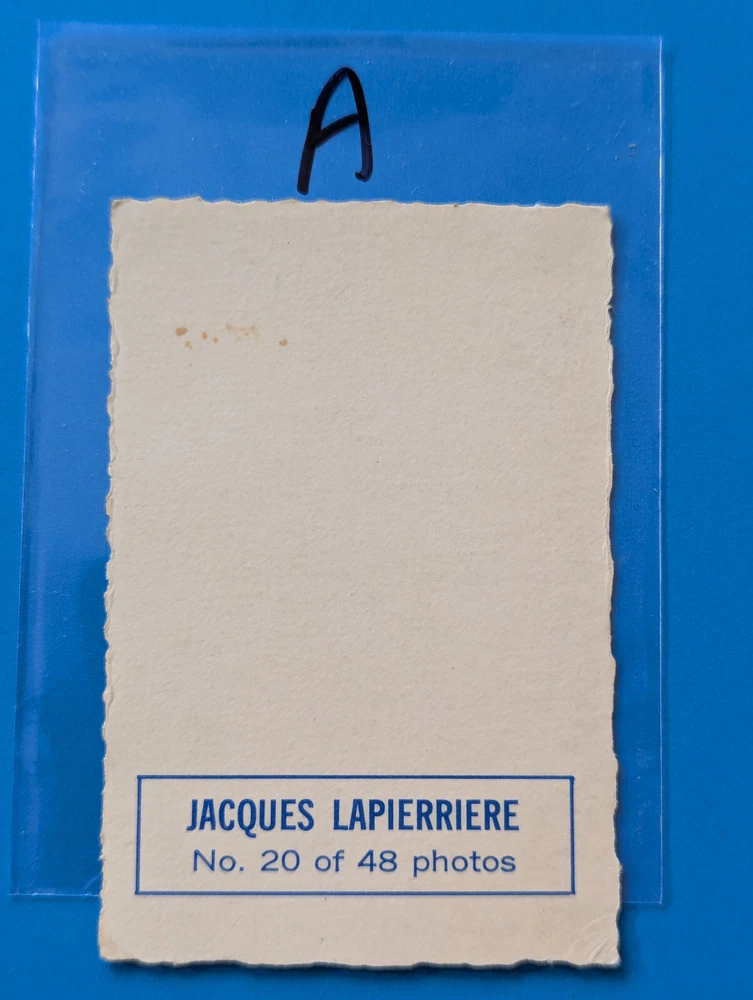 A
JACQUES LAPIERRIERE
No. 20 of 48 photos